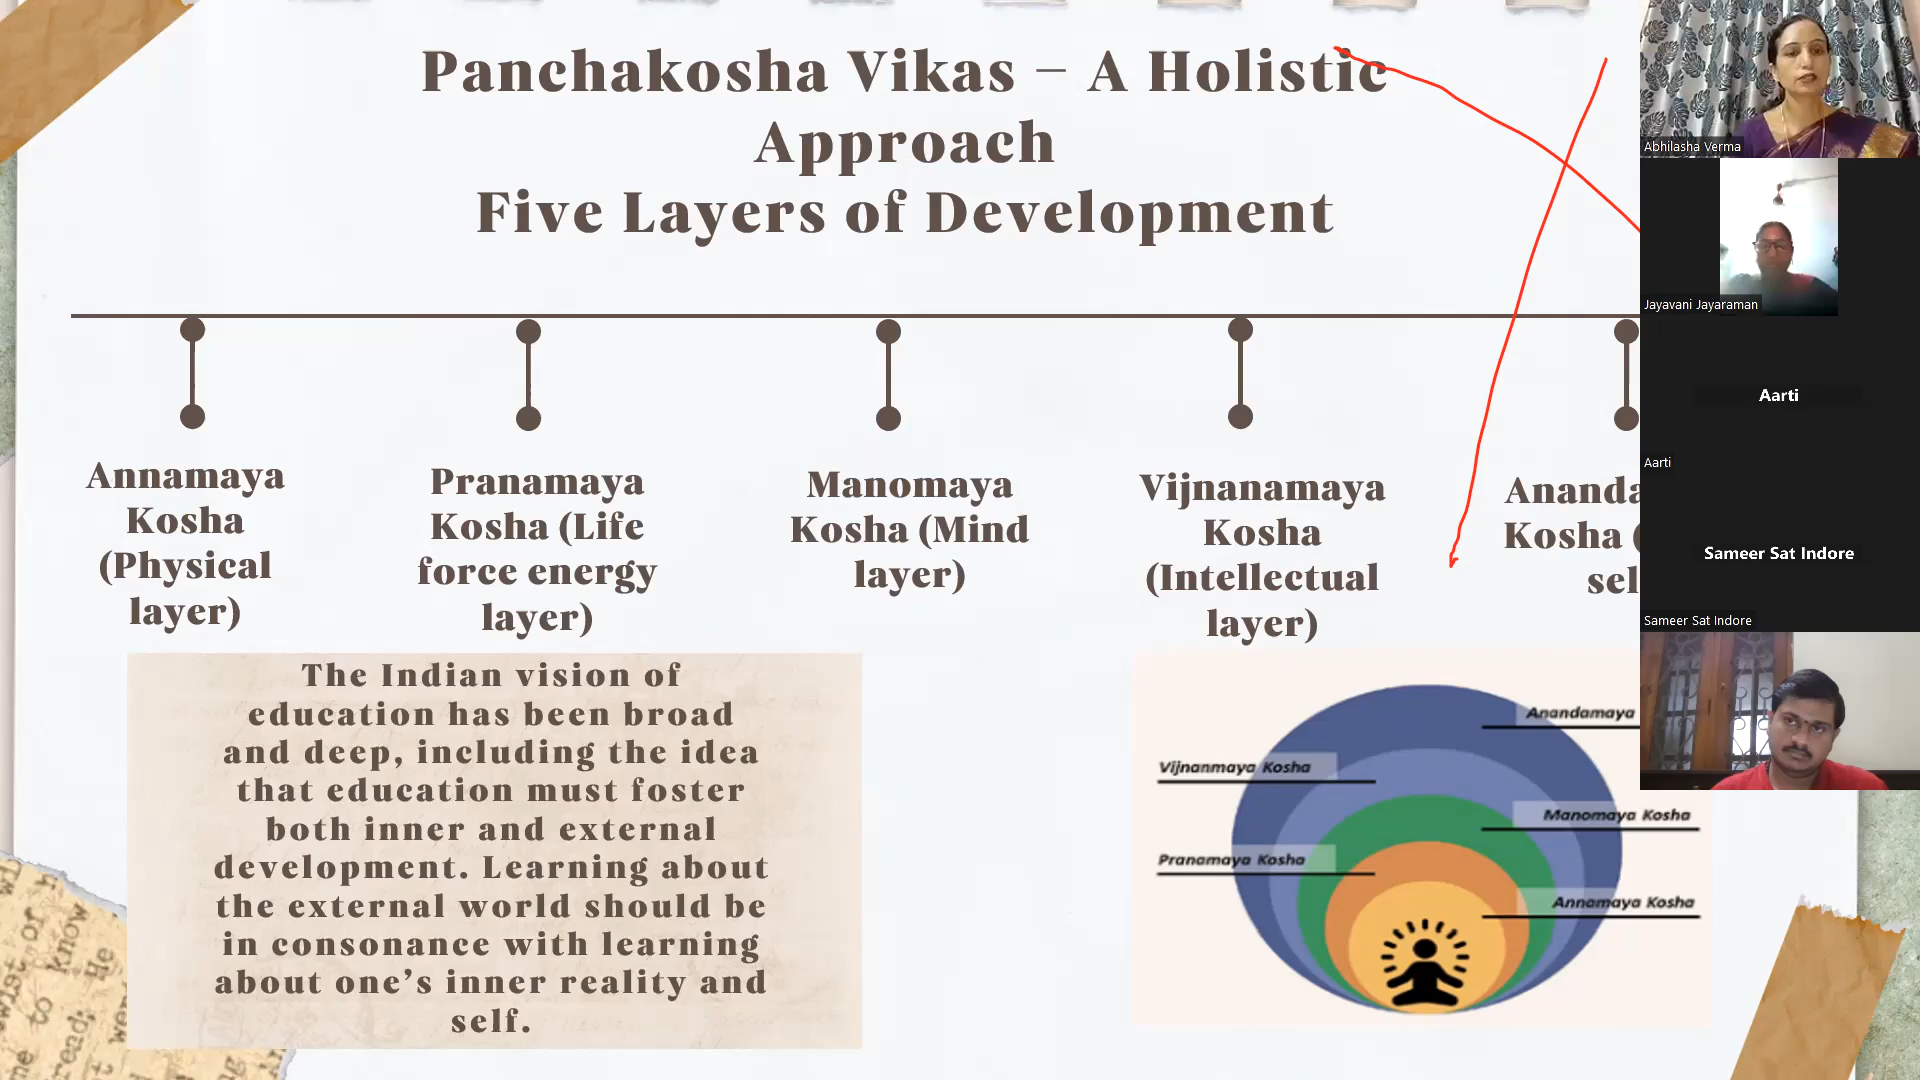 Panchakosha Vikas – A Holistic
Approach
Five Layers of Development
Annamaya
Kosha
(Physical
layer)
Pranamaya
Kosha (Life
force energy
layer)
Manomaya
Kosha (Mind
layer)
Vijnanamaya
Kosha
(Intellectual
layer)
Kosha
The Indian vision of
education has been broad
and deep, including the idea
that education must foster
both inner and external
development. Learning about
the external world should be
in consonance with learning
about one’s inner reality and
self.
Anandamaya
Vijnanmaya Kosha
Manomaya Kosha
Pranamaya Kosha
Annamaya Kosha
Abhilasha Verma
Jayavani Jayaraman
Aarti
Aarti
Sameer Sat Indore
Sameer Sat Indore
know
He
to
read;